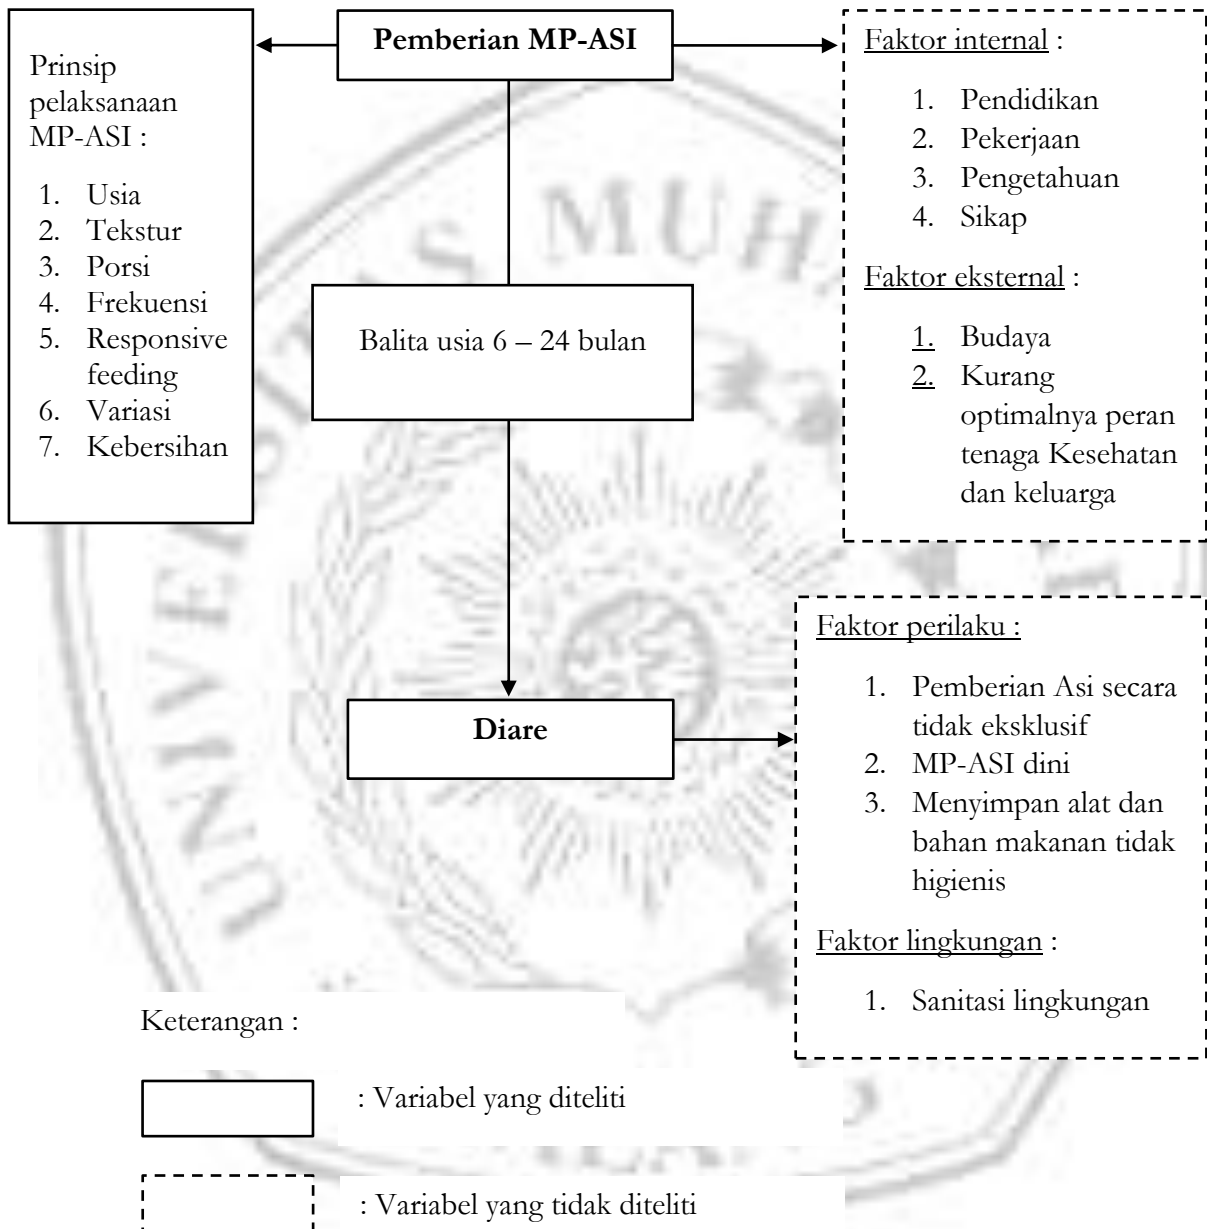 Pemberian MP-ASI
Prinsip
pelaksanaan
MP-ASI :
1. Usia
2. Tekstur
3. Porsi
4. Frekuensi
5. Responsive
feeding
6. Variasi
7. Kebersihan
Faktor internal :
1. Pendidikan
2. Pekerjaan
3. Pengetahuan
4. Sikap
Faktor eksternal :
1. Budaya
2. Kurang
optimalnya peran
tenaga Kesehatan
dan keluarga
Balita usia 6 – 24 bulan
Diare
Faktor perilaku :
1. Pemberian Asi secara
tidak eksklusif
2. MP-ASI dini
3. Menyimpan alat dan
bahan makanan tidak
higienis
Faktor lingkungan :
1. Sanitasi lingkungan
Keterangan :
: Variabel yang diteliti
: Variabel yang tidak diteliti
UNIVERSITAS MUH